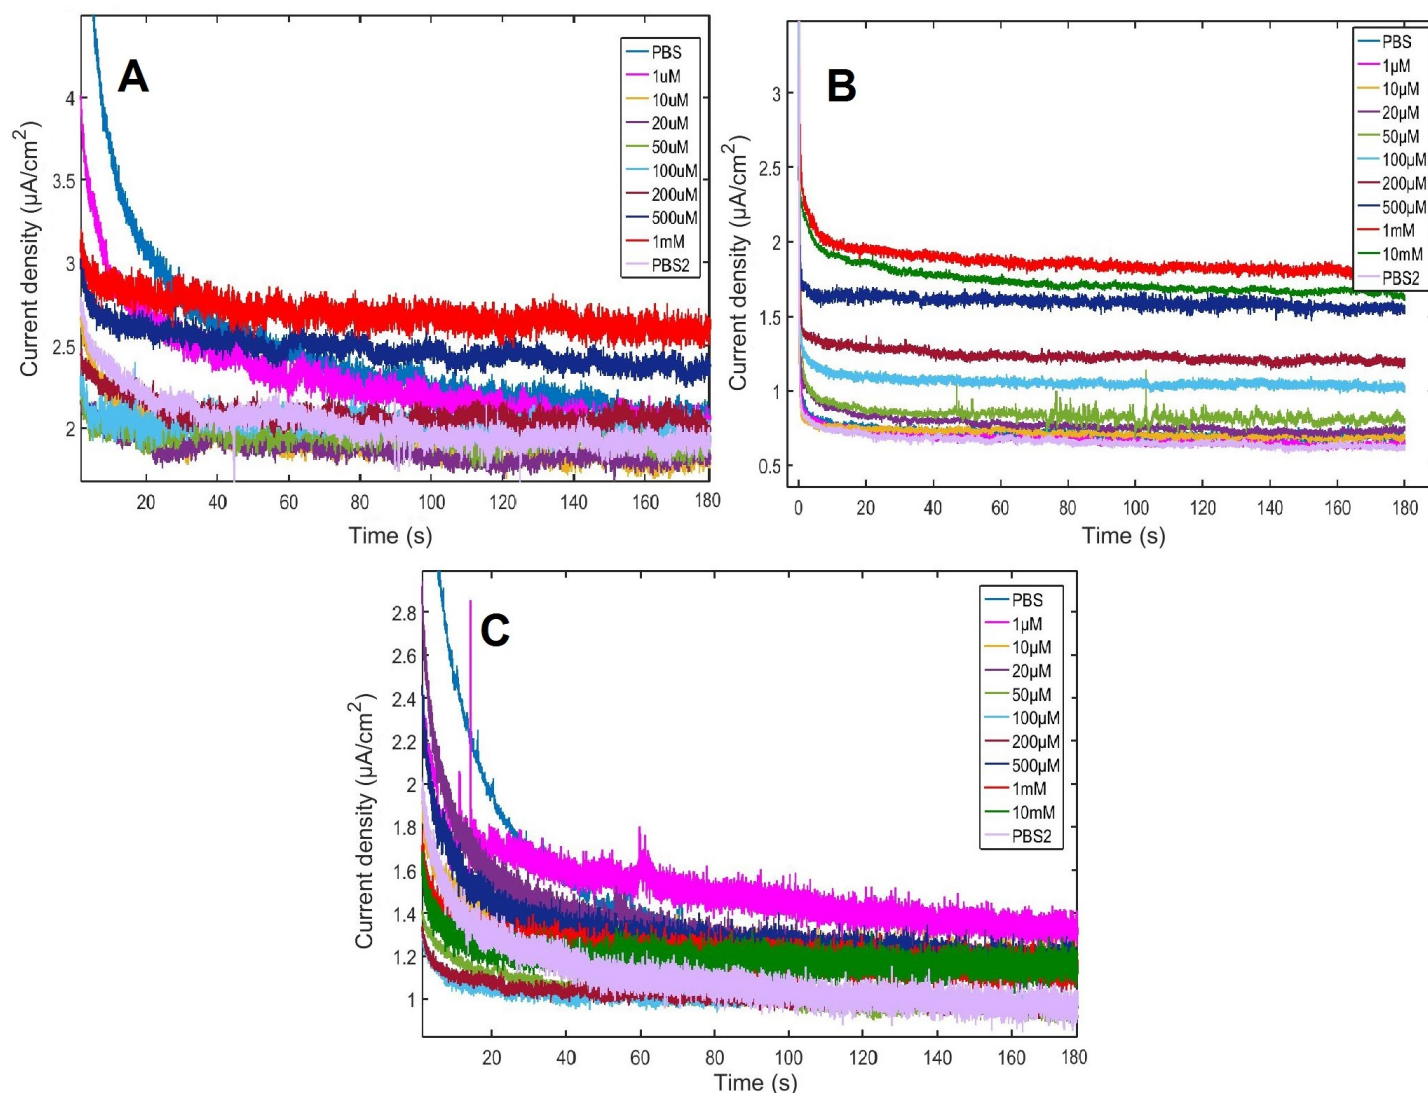 A
Current density (µA/cm2)
4
3.5
3
2.5
2
20 40 60 80 100 120 140 160 180
Time (s)
PBS
1uM
10uM
20uM
50uM
100uM
200uM
500uM
1mM
PBS2
B
Current density (µA/cm2)
3
2.5
2
1.5
1
0.5
0 20 40 60 80 100 120 140 160 180
Time (s)
PBS
1µM
10µM
20µM
50µM
100µM
200µM
500µM
1mM
10mM
PBS2
C
Current density (µA/cm2)
2.8
2.6
2.4
2.2
2
1.8
1.6
1.4
1.2
1
20 40 60 80 100 120 140 160 180
Time (s)
PBS
1µM
10µM
20µM
50µM
100µM
200µM
500µM
1mM
10mM
PBS2